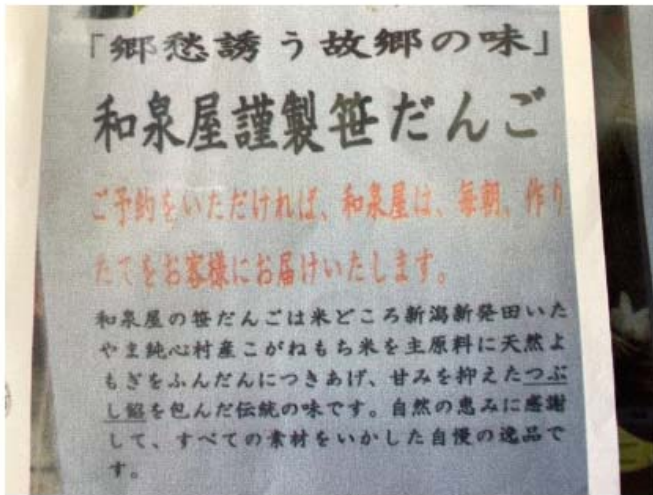 「郷愁誘う故郷の味」
和泉屋謹製笹だんご
ご予約をいただければ、和泉屋は、毎朝、作り
たてをお客様にお届けいたします。
和泉屋の笹だんごは米どころ新潟新発田いた
やま純心村産こがねもち米を主原料に天然よ
もぎをふんだんにつきあげ、甘みを抑えたつぶ
し餡を包んだ伝統の味です。自然の恵みに感謝
して、すべての素材をいかした自慢の逸品で
す。